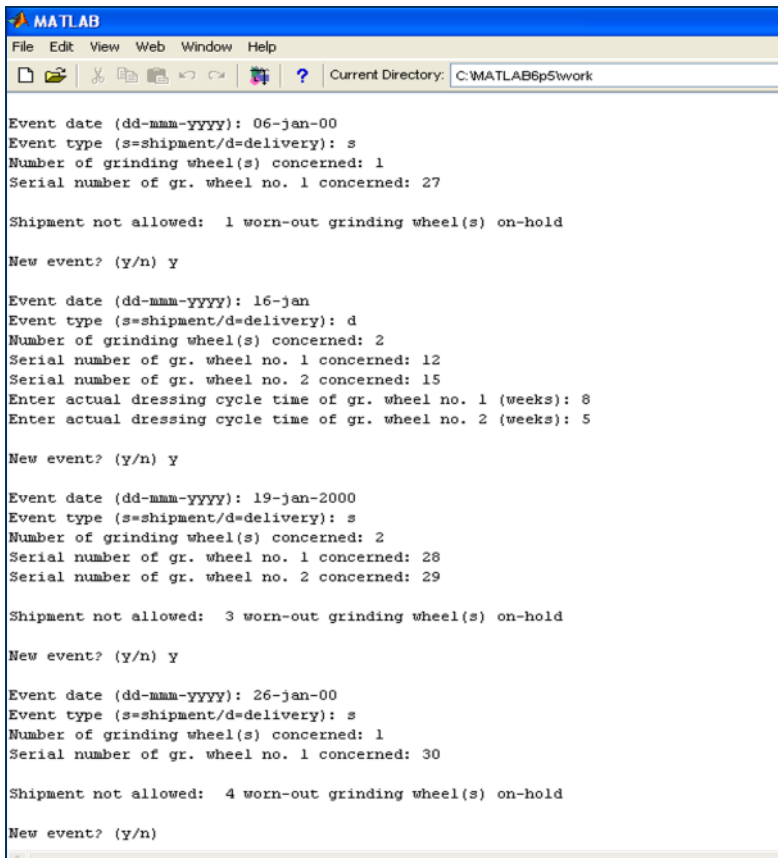 MATLAB
File Edit View Web Window Help
? Current Directory: C:\MATLAB6p5\work
Event date (dd-mmm-yyyy): 06-jan-00
Event type (s=shipment/d=delivery): s
Number of grinding wheel(s) concerned: 1
Serial number of gr. wheel no. 1 concerned: 27
Shipment not allowed: 1 worn-out grinding wheel(s) on-hold
New event? (y/n) y
Event date (dd-mmm-yyyy): 16-jan
Event type (s=shipment/d=delivery): d
Number of grinding wheel(s) concerned: 2
Serial number of gr. wheel no. 1 concerned: 12
Serial number of gr. wheel no. 2 concerned: 15
Enter actual dressing cycle time of gr. wheel no. 1 (weeks): 8
Enter actual dressing cycle time of gr. wheel no. 2 (weeks): 5
New event? (y/n) y
Event date (dd-mmm-yyyy): 19-jan-2000
Event type (s=shipment/d=delivery): s
Number of grinding wheel(s) concerned: 2
Serial number of gr. wheel no. 1 concerned: 28
Serial number of gr. wheel no. 2 concerned: 29
Shipment not allowed: 3 worn-out grinding wheel(s) on-hold
New event? (y/n) y
Event date (dd-mmm-yyyy): 26-jan-00
Event type (s=shipment/d=delivery): s
Number of grinding wheel(s) concerned: 1
Serial number of gr. wheel no. 1 concerned: 30
Shipment not allowed: 4 worn-out grinding wheel(s) on-hold
New event? (y/n)